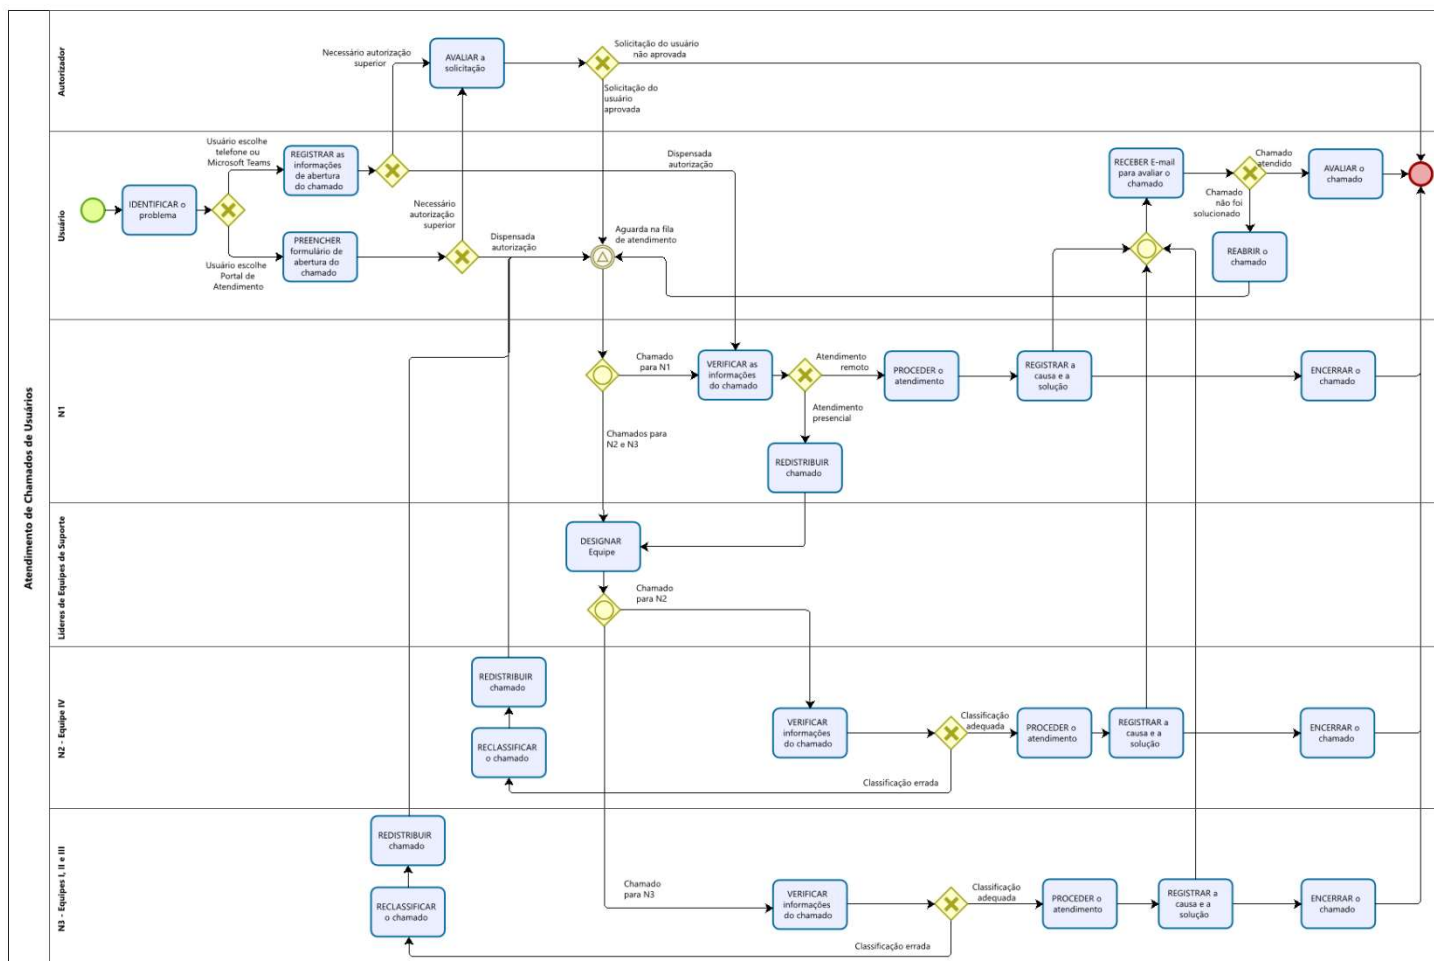 Atendimento de Chamados de Usuários
Autorizador
Necessário autorização
superior
AVALIAR a
solicitação
Solicitação do usuário
não aprovada
Solicitação do
usuário
aprovada
Usuário
IDENTIFICAR o
problema
Usuário escolhe
telefone ou
Microsoft Teams
REGISTRAR as
informações
de abertura do
chamado
Dispensada
autorização
Usuário escolhe
Portal de
Atendimento
PREENCHER
formulário de
abertura do
chamado
Necessário
autorização
superior
Dispensada
autorização
Aguarda na fila
de atendimento
RECEBER E-mail
para avaliar o
chamado
Chamado
atendido
AVALIAR o
chamado
Chamado
não foi
solucionado
REABRIR o
chamado
N1
Chamado
para N1
VERIFICAR as
informações
do chamado
Atendimento
remoto
PROCEDER o
atendimento
REGISTRAR a
causa e a
solução
ENCERRAR o
chamado
Atendimento
presencial
Chamados para
N2 e N3
REDISTRIBUIR
chamado
Líderes de Equipes de Suporte
DESIGNAR
Equipe
Chamado
para N2
N2 - Equipe IV
REDISTRIBUIR
chamado
RECLASSIFICAR
o chamado
VERIFICAR
informações
do chamado
Classificação
adequada
PROCEDER o
atendimento
REGISTRAR a
causa e a
solução
ENCERRAR o
chamado
Classificação errada
N3 - Equipes I, II e III
REDISTRIBUIR
chamado
RECLASSIFICAR
o chamado
Chamado
para N3
VERIFICAR
informações
do chamado
Classificação
adequada
PROCEDER o
atendimento
REGISTRAR a
causa e a
solução
ENCERRAR o
chamado
Classificação errada